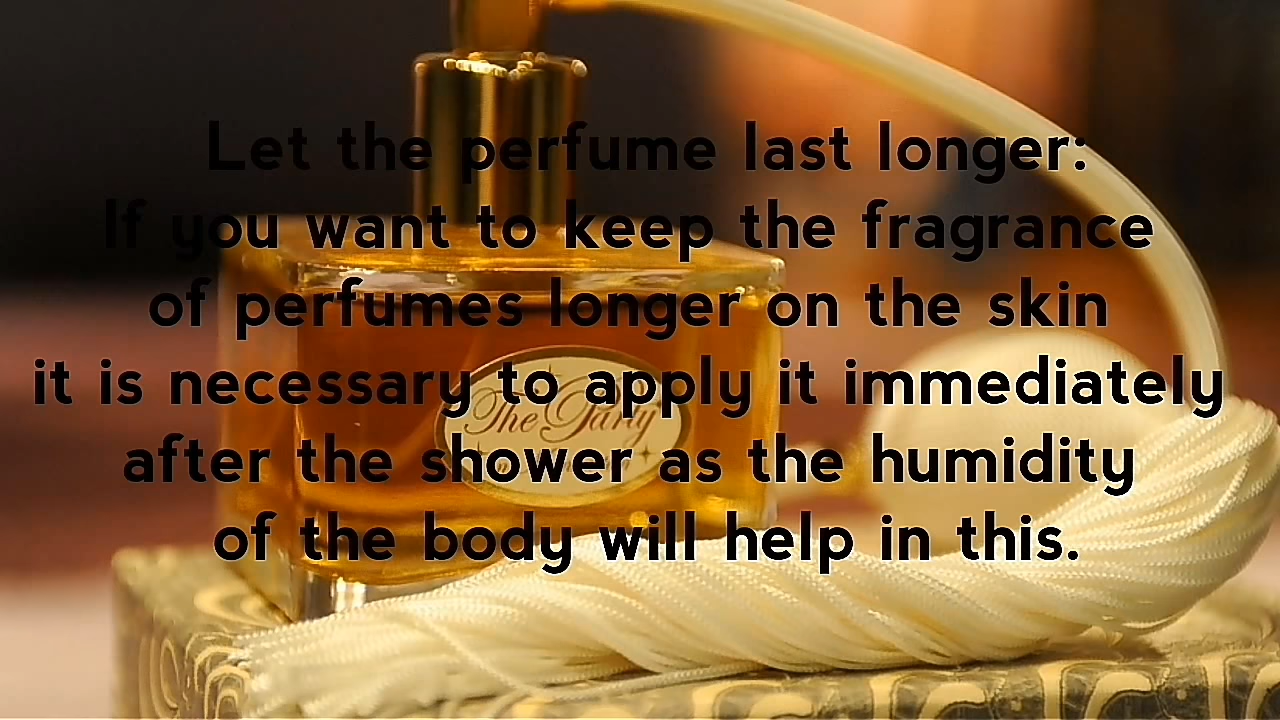 Let the perfume last longer:
If you want to keep the fragrance
of perfumes longer on the skin
it is necessary to apply it immediately
after the shower as the humidity
of the body will help in this.
The Party